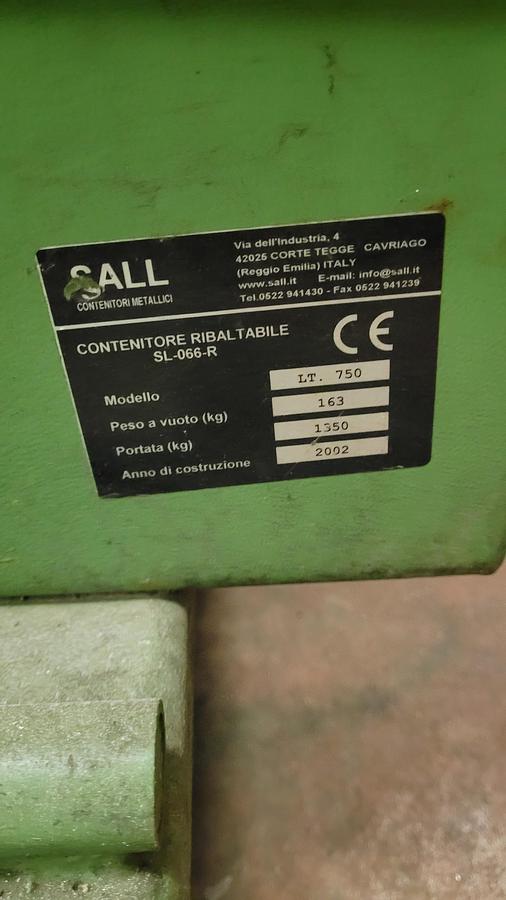 SALL
CONTENITORI METALLICI
Via dell'Industria, 4
42025 CORTE TEGGE CAVRIAGO
(Reggio Emilia) ITALY
www.sall.it E-mail: info@sall.it
Tel.0522 941430 - Fax 0522 941239
CONTENITORE RIBALTABILE
SL-066-R
CE
Modello LT. 750
Peso a vuoto (kg) 163
Portata (kg) 1350
Anno di costruzione 2002